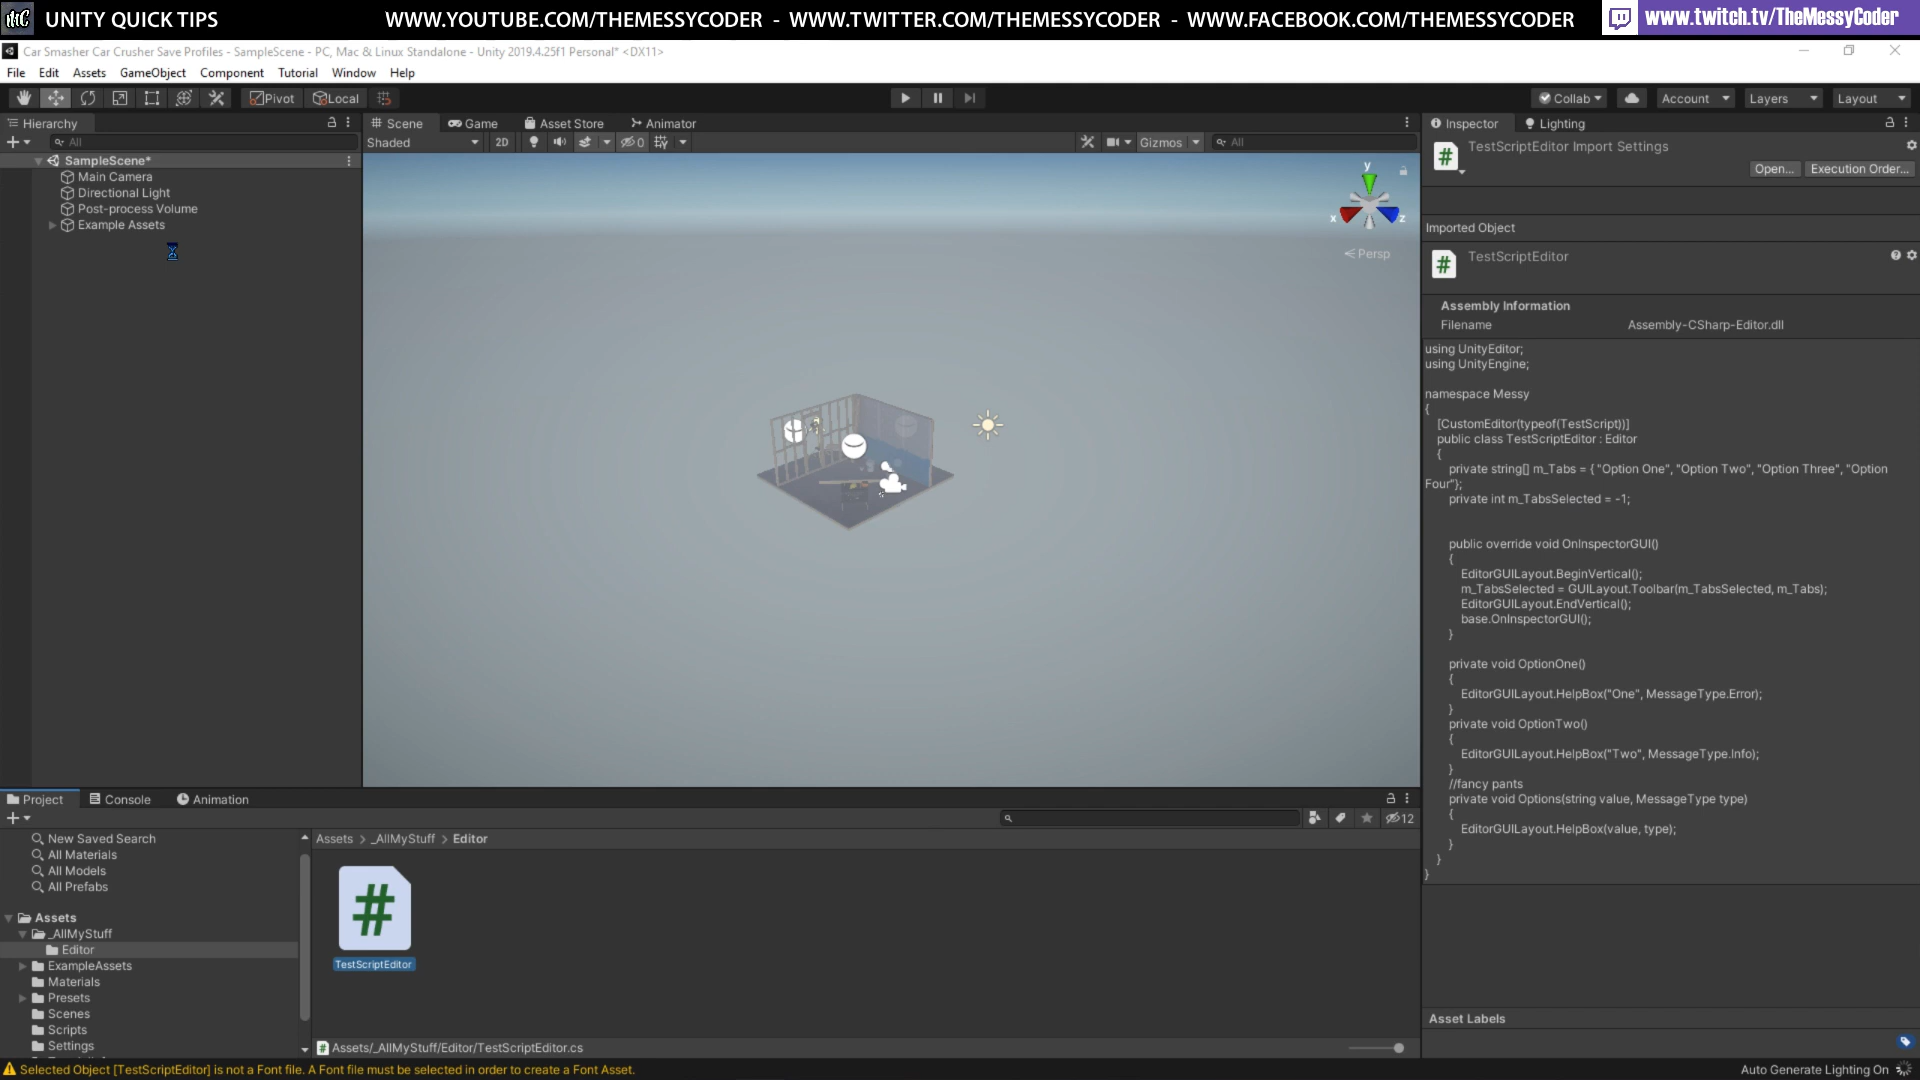 UNITY QUICK TIPS
WWW.YOUTUBE.COM/THEMESSYCODER - WWW.TWITTER.COM/THEMESSYCODER - WWW.FACEBOOK.COM/THEMESSYCODER
www.twitch.tv/TheMessyCoder
Car Smasher Car Crusher Save Profiles - SampleScene - PC, Mac & Linux Standalone - Unity 2019.4.25f1 Personal* <DX11>
File Edit Assets GameObject Component Tutorial Window Help
Pivot Local
Collab Account Layers Layout
Hierarchy
All
SampleScene*
Main Camera
Directional Light
Post-process Volume
Example Assets
Scene Game Asset Store Animator
Shaded 2D 0 Gizmos All
y
x z
Persp
Inspector Lighting
TestScriptEditor Import Settings
Open... Execution Order...
Imported Object
TestScriptEditor
Assembly Information
Filename Assembly-CSharp-Editor.dll
using UnityEditor;
using UnityEngine;
namespace Messy
{
[CustomEditor(typeof(TestScript))]
public class TestScriptEditor : Editor
{
private string[] m_Tabs = { "Option One", "Option Two", "Option Three", "Option
Four"};
private int m_TabsSelected = -1;
public override void OnInspectorGUI()
{
EditorGUILayout.BeginVertical();
m_TabsSelected = GUILayout.Toolbar(m_TabsSelected, m_Tabs);
EditorGUILayout.EndVertical();
base.OnInspectorGUI();
}
private void OptionOne()
{
EditorGUILayout.HelpBox("One", MessageType.Error);
}
private void OptionTwo()
{
EditorGUILayout.HelpBox("Two", MessageType.Info);
}
//fancy pants
private void Options(string value, MessageType type)
{
EditorGUILayout.HelpBox(value, type);
}
}
}
Asset Labels
Project Console Animation
12
New Saved Search
All Materials
All Models
All Prefabs
Assets
_AllMyStuff
Editor
ExampleAssets
Materials
Presets
Scenes
Scripts
Settings
Assets > _AllMyStuff > Editor
TestScriptEditor
Assets/_AllMyStuff/Editor/TestScriptEditor.cs
Selected Object [TestScriptEditor] is not a Font file. A Font file must be selected in order to create a Font Asset.
Auto Generate Lighting On